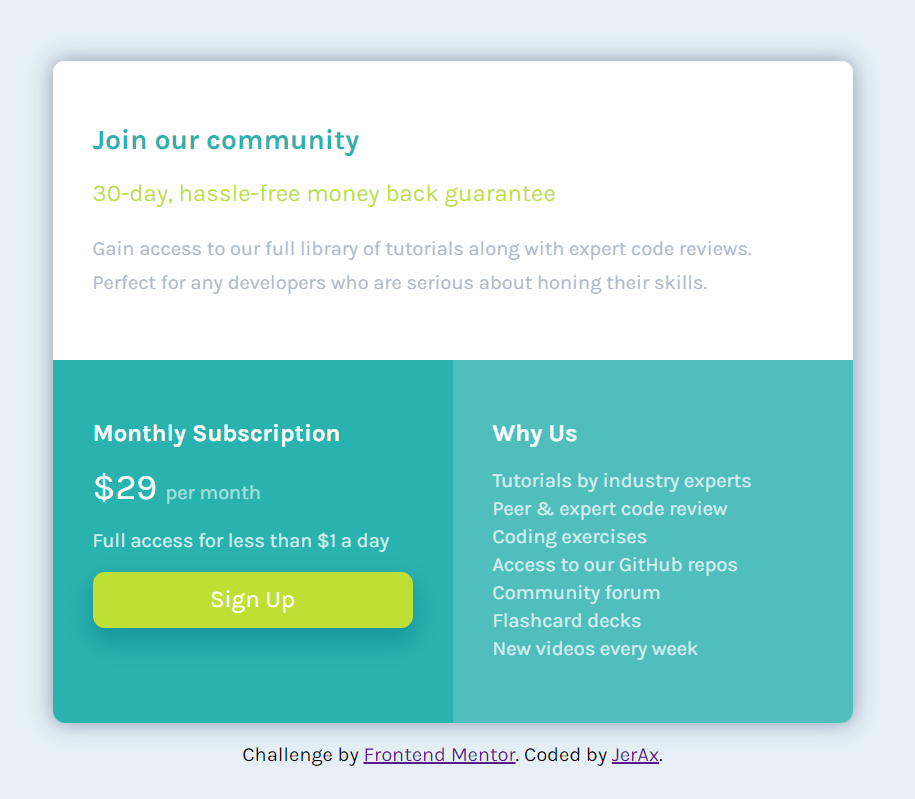 Join our community
30-day, hassle-free money back guarantee
Gain access to our full library of tutorials along with expert code reviews.
Perfect for any developers who are serious about honing their skills.
Monthly Subscription
$29 per month
Full access for less than $1 a day
Sign Up
Why Us
Tutorials by industry experts
Peer & expert code review
Coding exercises
Access to our GitHub repos
Community forum
Flashcard decks
New videos every week
Challenge by Frontend Mentor. Coded by JerAx.